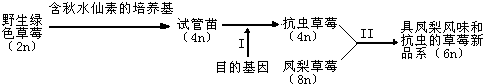 含秋水仙素的培养基
野生绿
色草莓
(2n)
试管苗
(4n)
I
目的基因
抗虫草莓
(4n)
凤梨草莓
(8n)
II
具凤梨风味和
抗虫的草莓新
品系(6n)